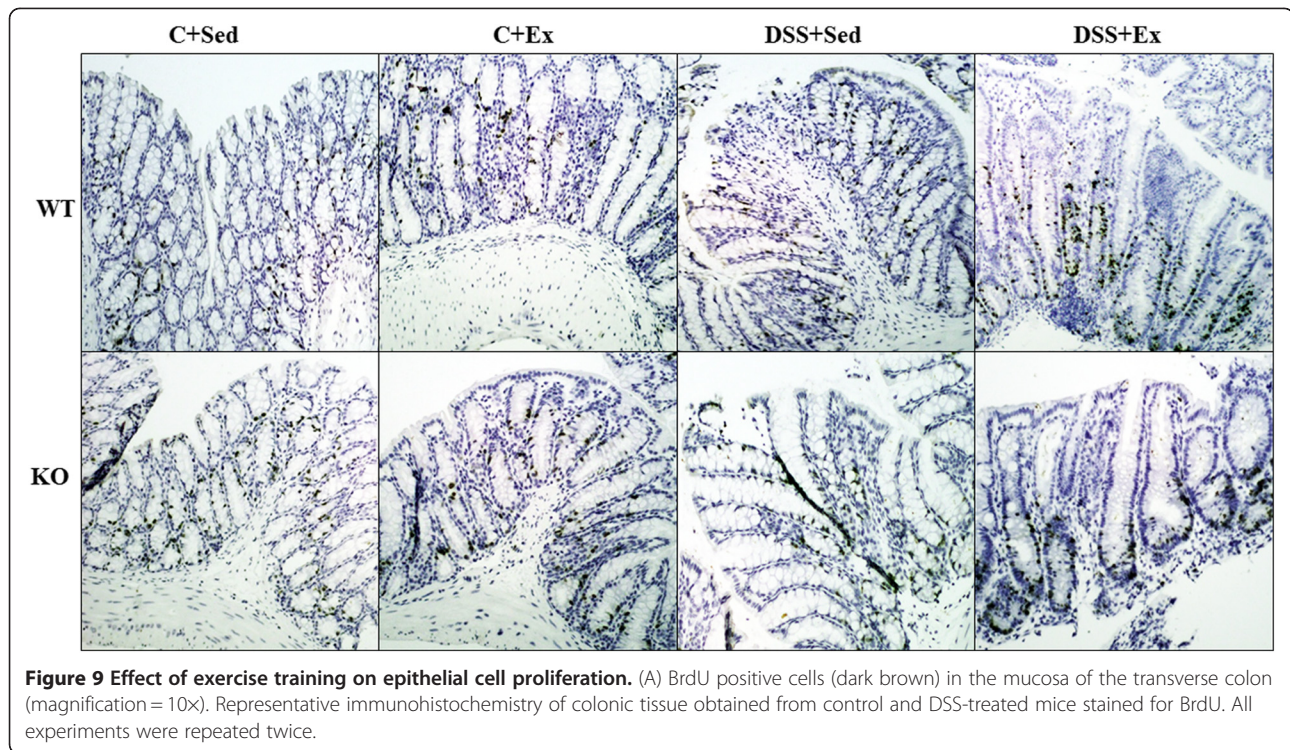 C+Sed C+Ex DSS+Sed DSS+Ex
WT
KO
Figure 9 Effect of exercise training on epithelial cell proliferation. (A) BrdU positive cells (dark brown) in the mucosa of the transverse colon
(magnification = 10×). Representative immunohistochemistry of colonic tissue obtained from control and DSS-treated mice stained for BrdU. All
experiments were repeated twice.